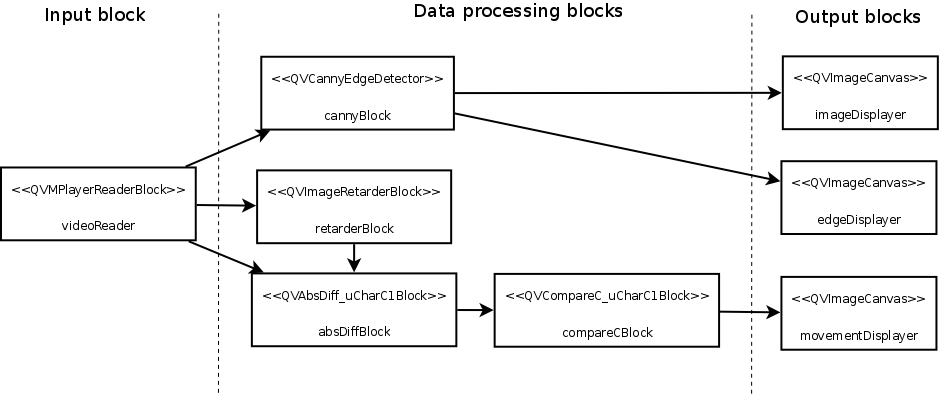 Input block
Data processing blocks
Output blocks
<<QVCannyEdgeDetector>>
cannyBlock
<<QVImageCanvas>>
imageDisplayer
<<QVMPlayerReaderBlock>>
videoReader
<<QVImageRetarderBlock>>
retarderBlock
<<QVImageCanvas>>
edgeDisplayer
<<QVAbsDiff_uCharC1Block>>
absDiffBlock
<<QVCompareC_uCharC1Block>>
compareCBlock
<<QVImageCanvas>>
movementDisplayer